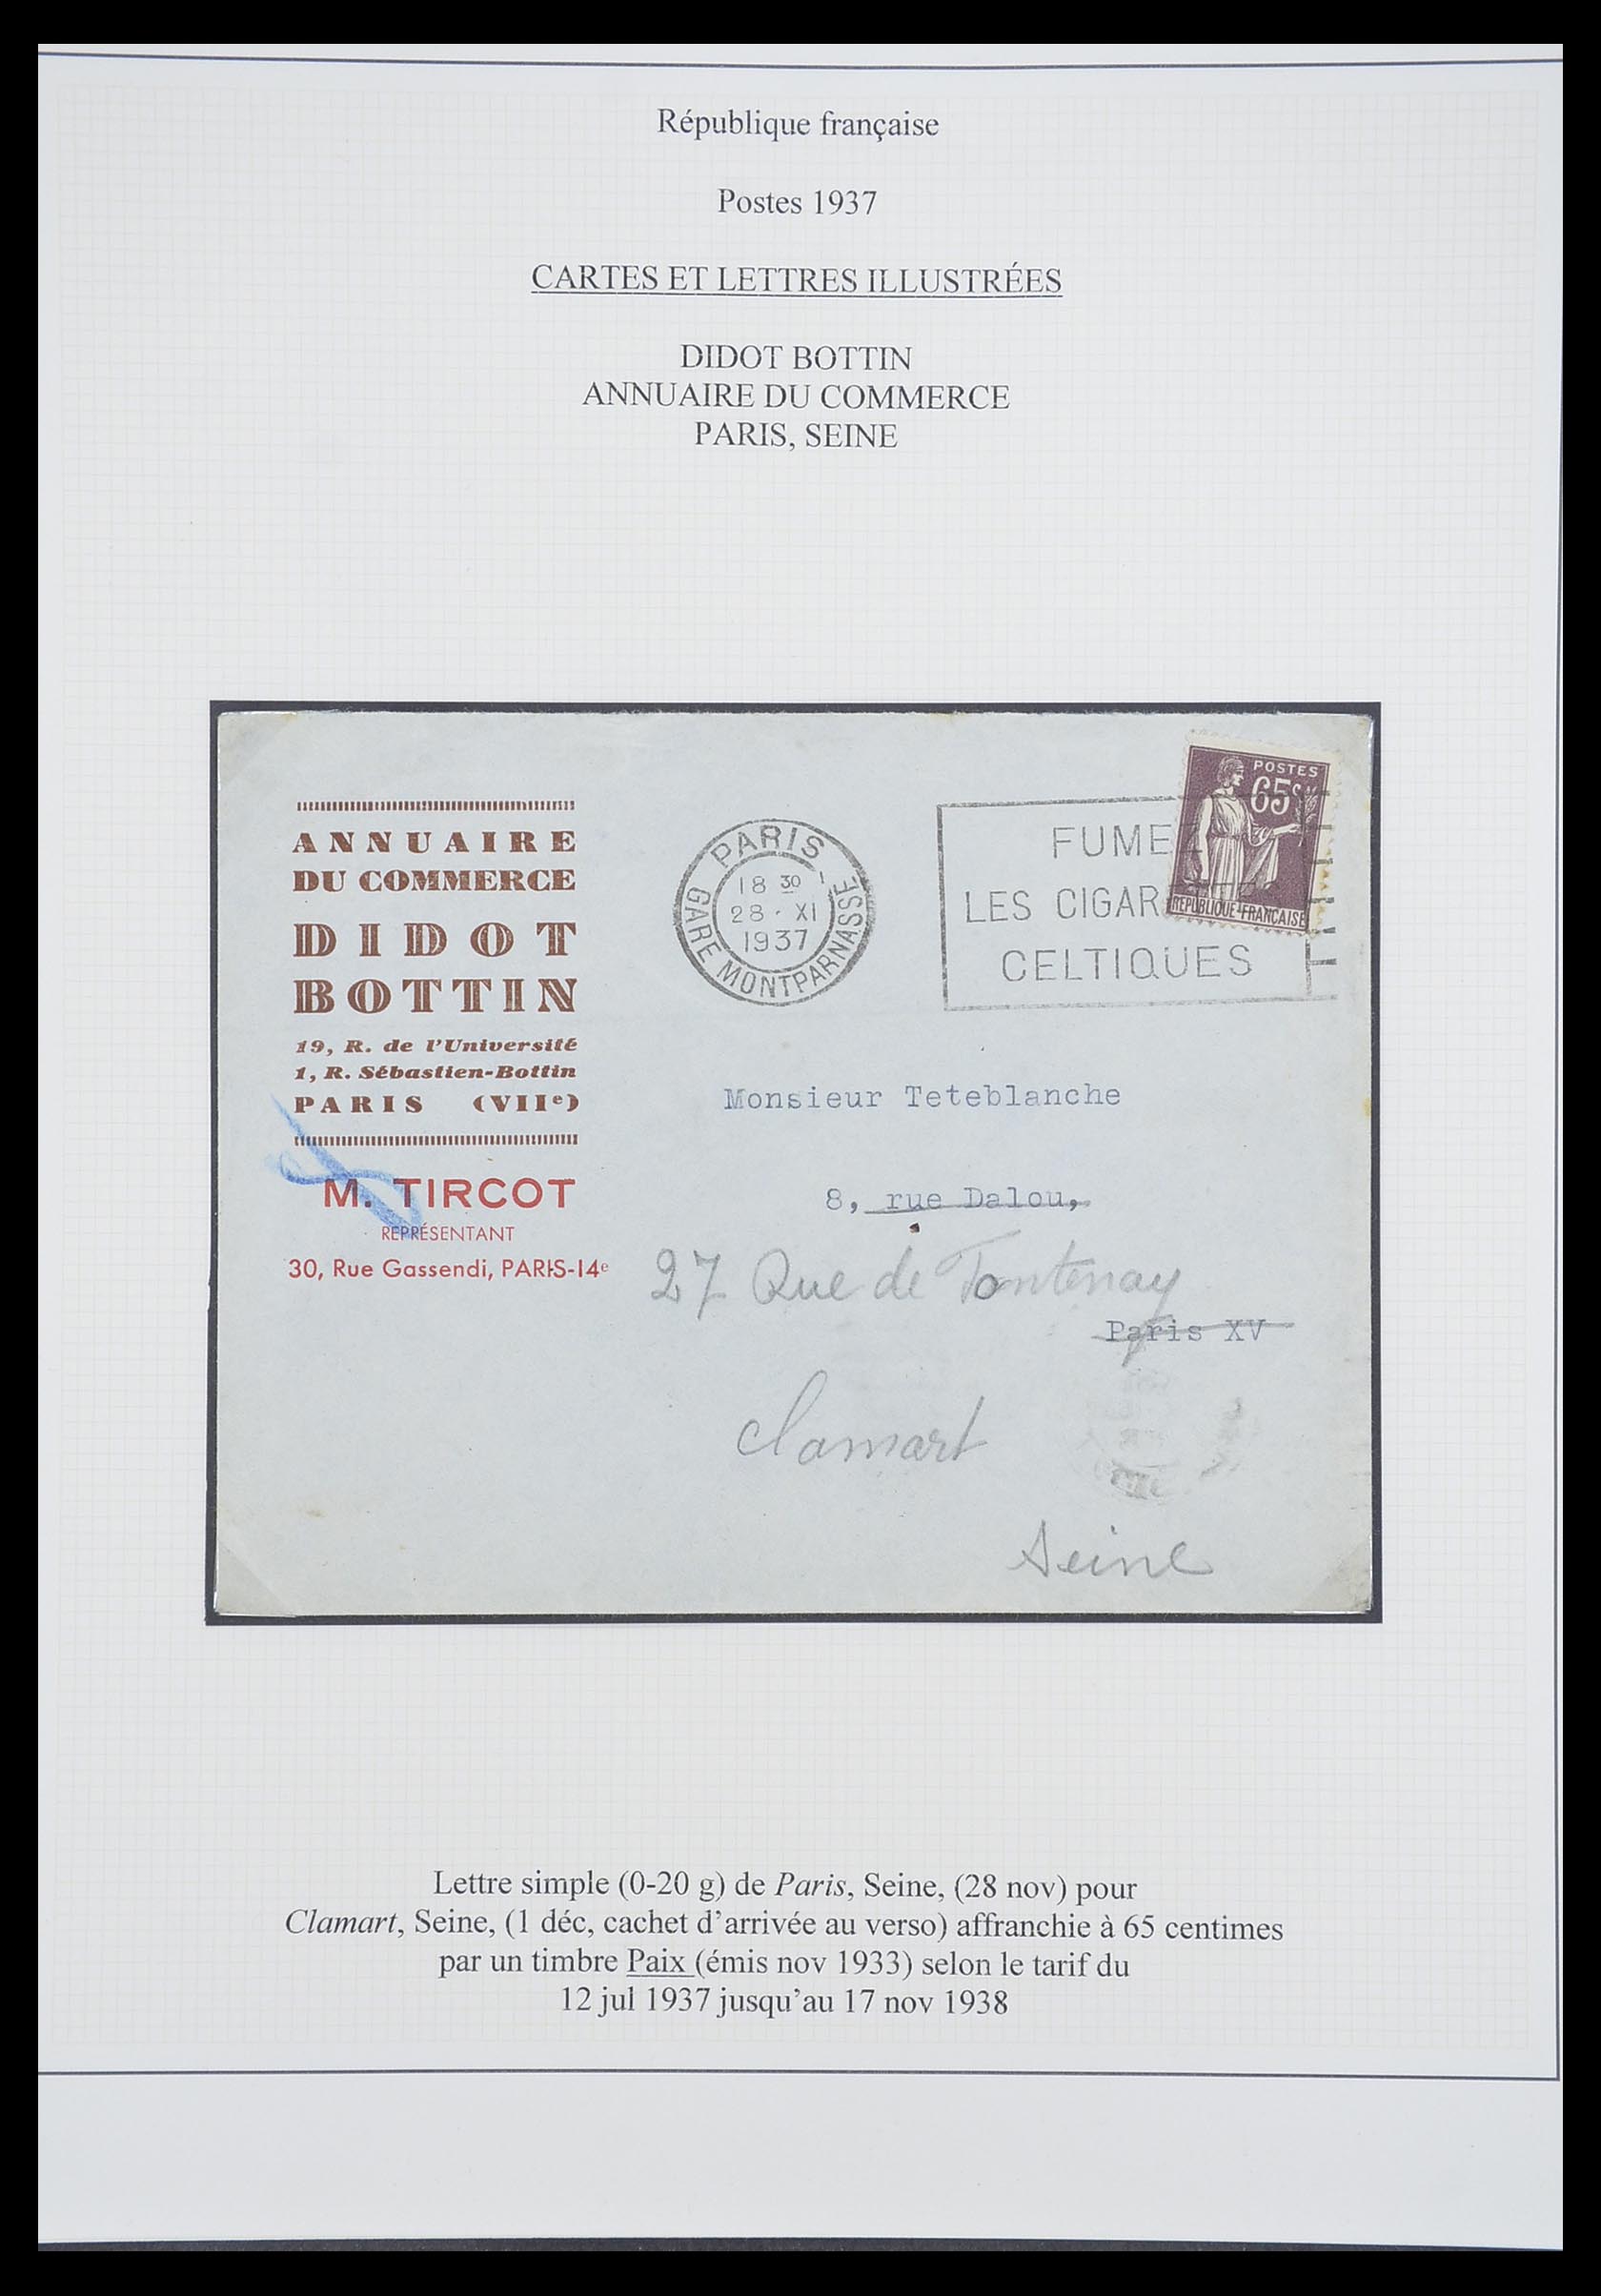 République française
Postes 1937
CARTES ET LETTRES ILLUSTRÉES
DIDOT BOTTIN
ANNUAIRE DU COMMERCE
PARIS, SEINE
ANNUAIRE
DU COMMERCE
DIDOT
BOTTIN
19, R. de l'Université
1, R. Sébastien-Bottin
PARIS (VIIe)
M. TIRCOT
REPRÉSENTANT
30, Rue Gassendi, PARIS-14e
PARIS
18 30
28 · XI
1937
GARE MONTPARNASSE
FUME
LES CIGAR
CELTIQUES
POSTES
65c
REPUBLIQUE FRANCAISE
Monsieur Teteblanche
8, rue Dalou,
27 Rue de Fontenay
Paris XV
Clamart
Seine
Lettre simple (0-20 g) de Paris, Seine, (28 nov) pour
Clamart, Seine, (1 déc, cachet d'arrivée au verso) affranchie à 65 centimes
par un timbre Paix (émis nov 1933) selon le tarif du
12 jul 1937 jusqu'au 17 nov 1938